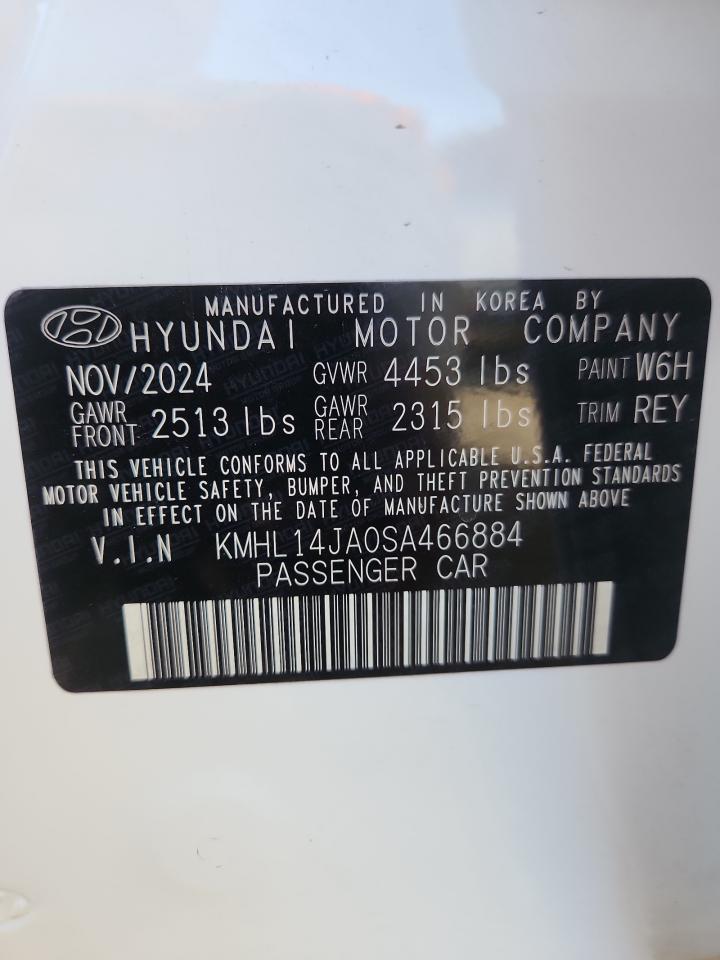 MANUFACTURED IN KOREA BY
HYUNDAI MOTOR COMPANY
NOV/2024 GVWR 4453 lbs PAINT W6H
GAWR FRONT 2513 lbs GAWR REAR 2315 lbs TRIM REY
THIS VEHICLE CONFORMS TO ALL APPLICABLE U.S.A. FEDERAL
MOTOR VEHICLE SAFETY, BUMPER, AND THEFT PREVENTION STANDARDS
IN EFFECT ON THE DATE OF MANUFACTURE SHOWN ABOVE
V.I.N KMHL14JA0SA466884
PASSENGER CAR